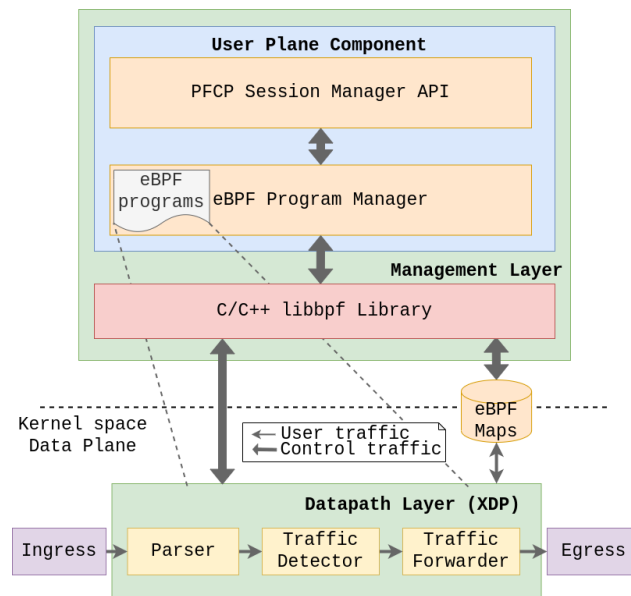 User Plane Component
PFCP Session Manager API
eBPF
programs
eBPF Program Manager
Management Layer
C/C++ libbpf Library
eBPF
Maps
Kernel space
Data Plane
User traffic
Control traffic
Datapath Layer (XDP)
Ingress
Parser
Traffic
Detector
Traffic
Forwarder
Egress